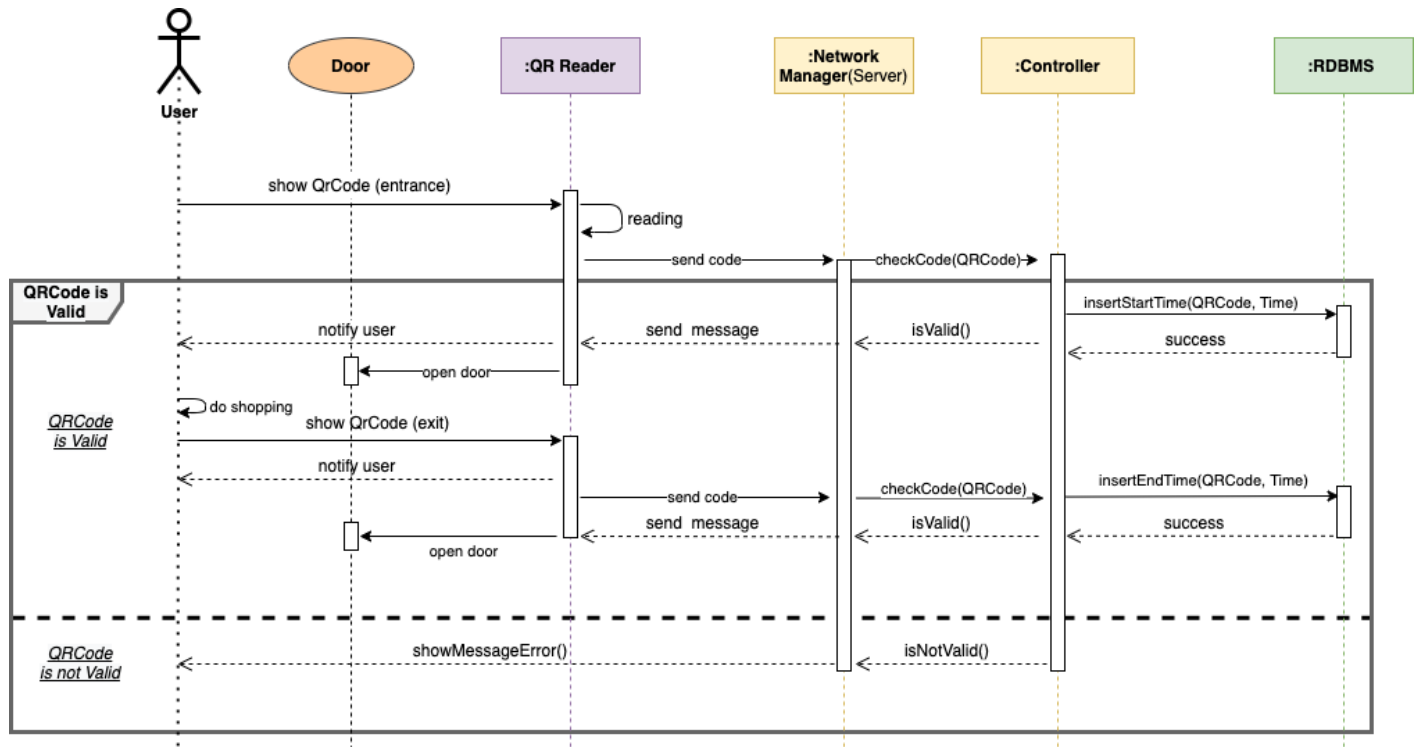 User
Door
:QR Reader
:Network
Manager(Server)
:Controller
:RDBMS
show QrCode (entrance)
reading
send code
checkCode(QRCode)
QRCode is
Valid
insertStartTime(QRCode, Time)
notify user
send  message
isValid()
success
open door
do shopping
QRCode
is Valid
show QrCode (exit)
notify user
send code
checkCode(QRCode)
insertEndTime(QRCode, Time)
send  message
isValid()
success
open door
QRCode
is not Valid
showMessageError()
isNotValid()